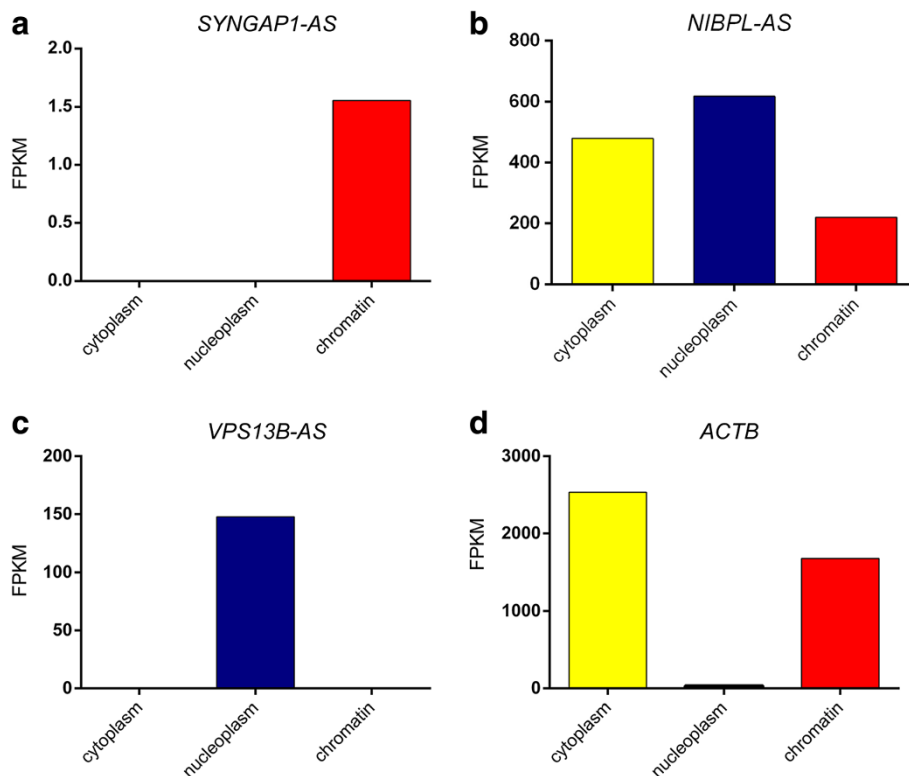 a
SYNGAP1-AS
2.0
1.5
1.0
0.5
0.0
FPKM
cytoplasm
nucleoplasm
chromatin
b
NIBPL-AS
800
600
400
200
0
FPKM
cytoplasm
nucleoplasm
chromatin
c
VPS13B-AS
200
150
100
50
0
FPKM
cytoplasm
nucleoplasm
chromatin
d
ACTB
3000
2000
1000
0
FPKM
cytoplasm
nucleoplasm
chromatin